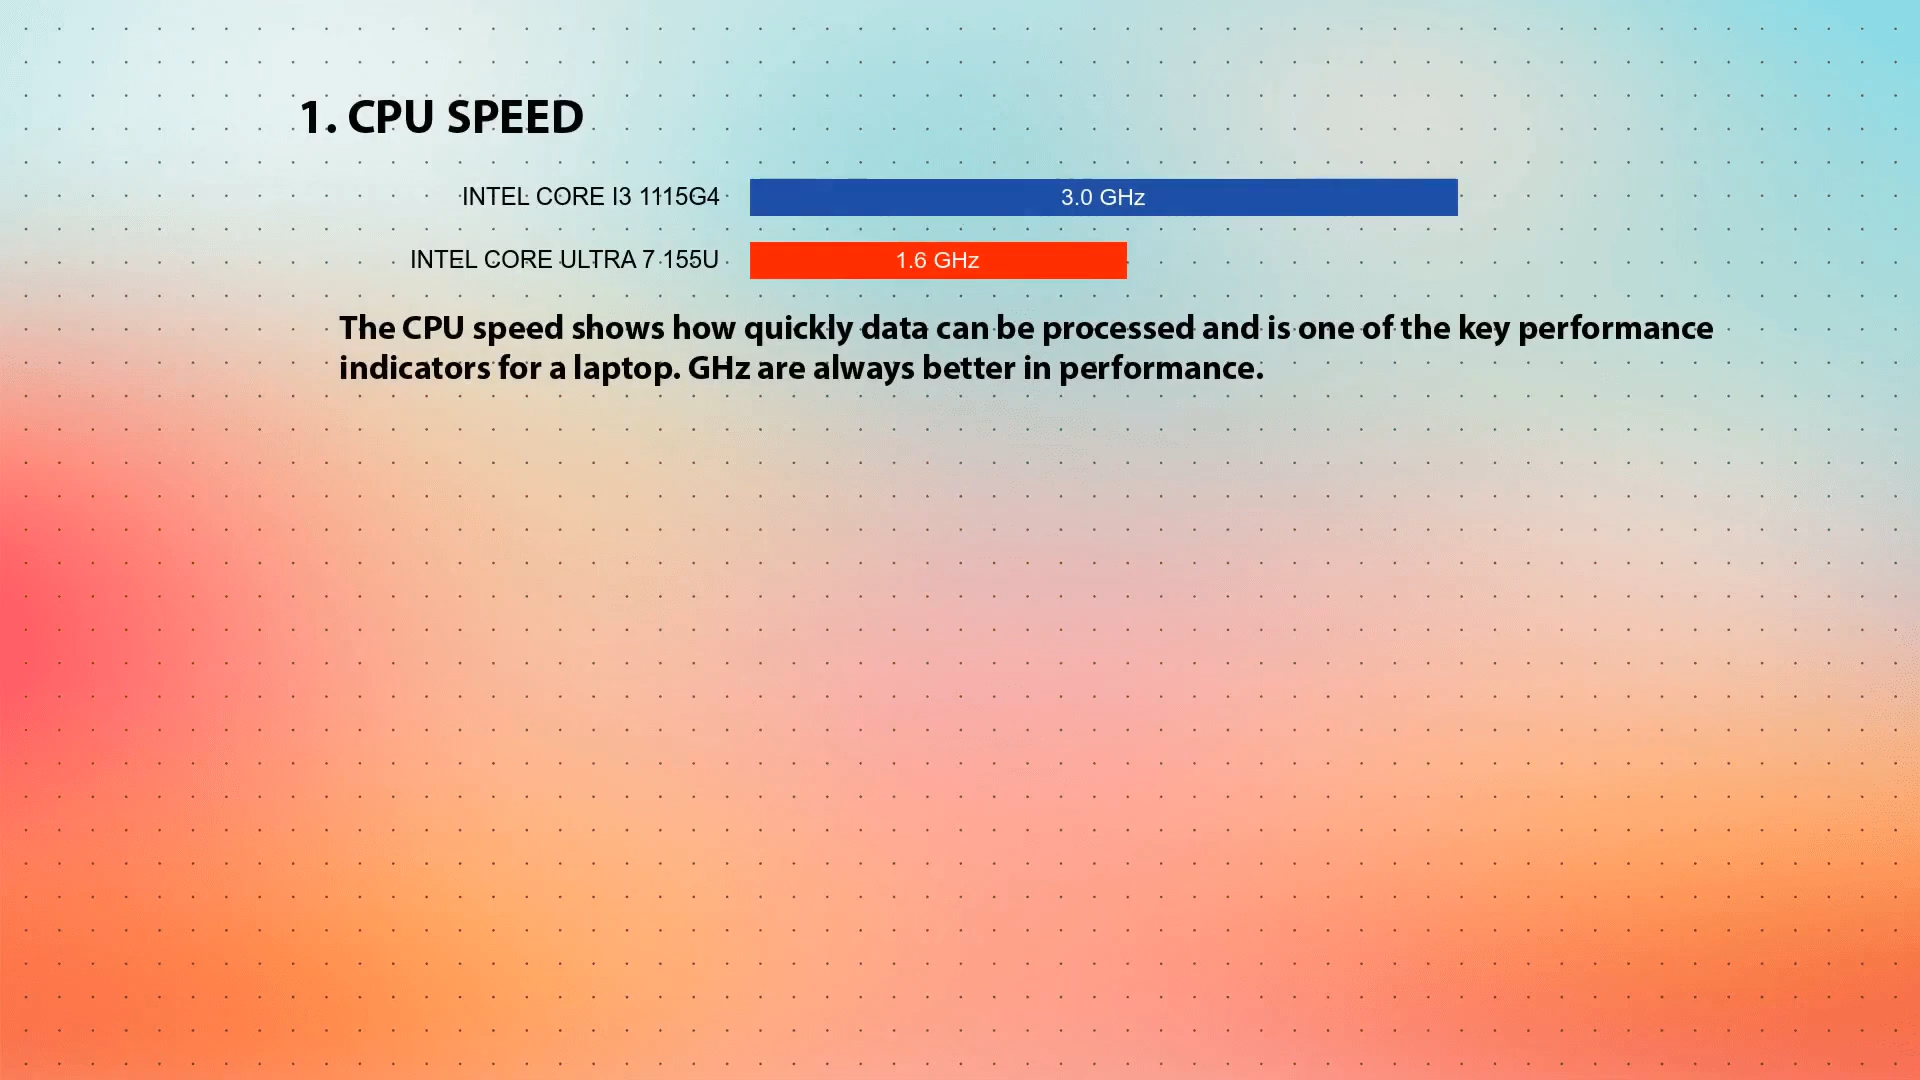 1. CPU SPEED
INTEL CORE I3 1115G4 3.0 GHz
INTEL CORE ULTRA 7 155U 1.6 GHz
The CPU speed shows how quickly data can be processed and is one of the key performance
indicators for a laptop. GHz are always better in performance.